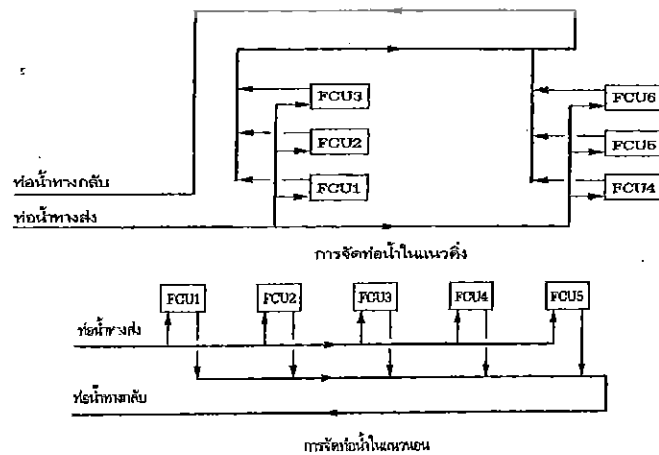 FCU3
FCU6
FCU2
FCU5
ท่อน้ำทางกลับ
FCU1
FCU4
ท่อน้ำทางส่ง
การจัดท่อน้ำในแนวดิ่ง
FCU1
FCU2
FCU3
FCU4
FCU5
ท่อน้ำทางส่ง
ท่อน้ำทางกลับ
การจัดท่อน้ำในแนวนอน